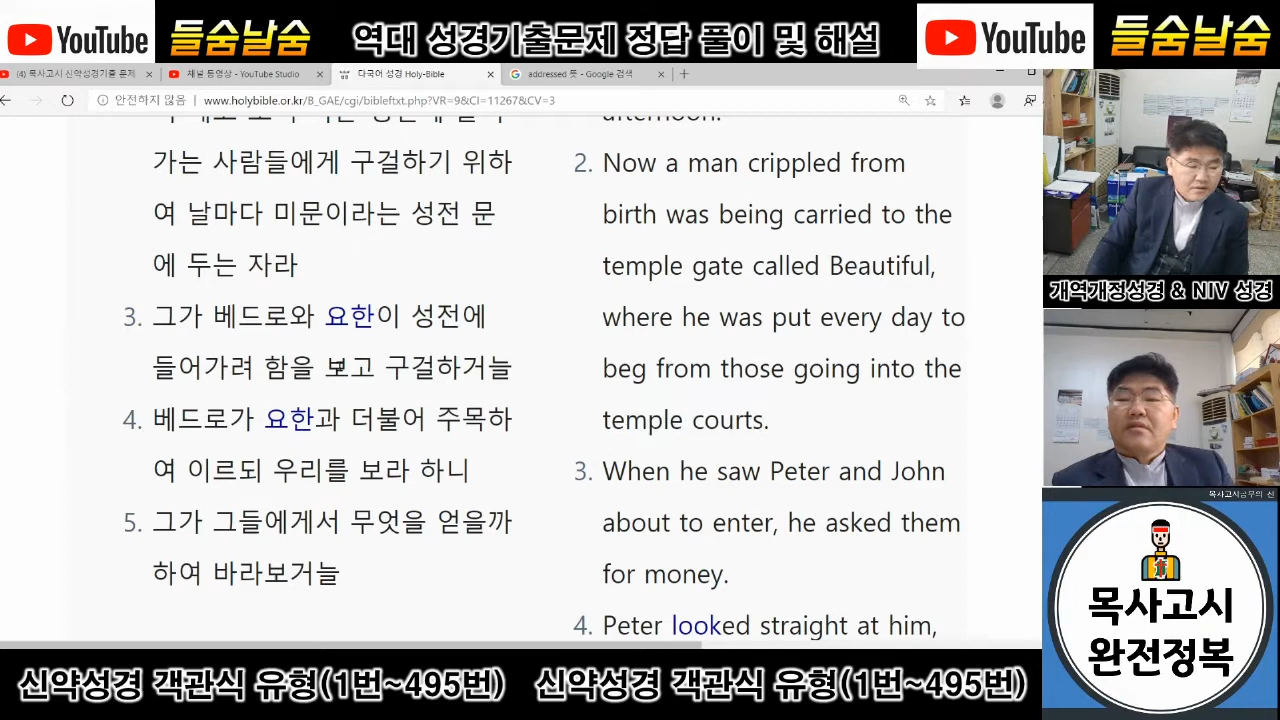 YouTube 들숨날숨 역대 성경기출문제 정답 풀이 및 해설 YouTube 들숨날숨
(4) 목사고시 신약성경기출 문제 × 채널 동영상 - YouTube Studio × 다국어 성경 Holy-Bible × addressed 뜻 - Google 검색 × +
안전하지 않음 | www.holybible.or.kr/B_GAE/cgi/bibleftxt.php?VR=9&CI=11267&CV=3
가는 사람들에게 구걸하기 위하
여 날마다 미문이라는 성전 문
에 두는 자라
3. 그가 베드로와 요한이 성전에
들어가려 함을 보고 구걸하거늘
4. 베드로가 요한과 더불어 주목하
여 이르되 우리를 보라 하니
5. 그가 그들에게서 무엇을 얻을까
하여 바라보거늘
afternoon.
2. Now a man crippled from
birth was being carried to the
temple gate called Beautiful,
where he was put every day to
beg from those going into the
temple courts.
3. When he saw Peter and John
about to enter, he asked them
for money.
4. Peter looked straight at him,
개역개정성경 & NIV 성경
목사고시공부의 신
목사고시
완전정복
신약성경 객관식 유형(1번~495번) 신약성경 객관식 유형(1번~495번)